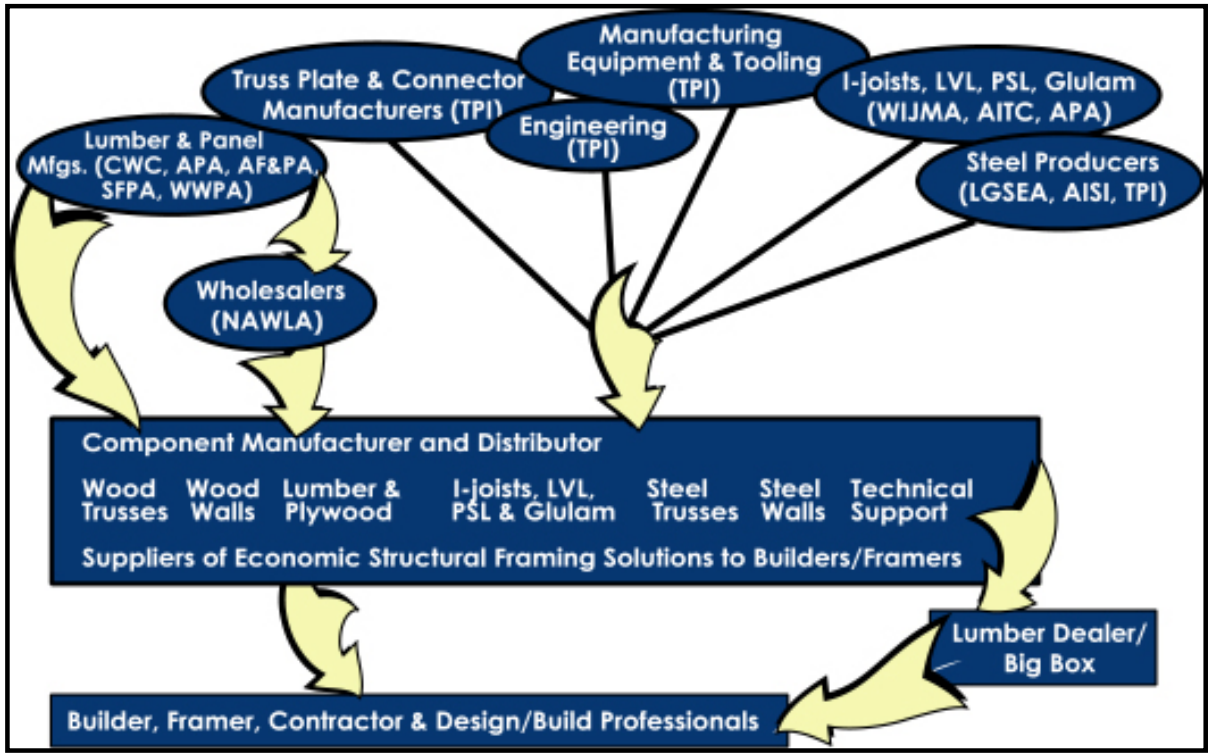 Manufacturing
Equipment & Tooling
(TPI)
Truss Plate & Connector
Manufacturers (TPI)
I-joists, LVL, PSL, Glulam
(WIJMA, AITC, APA)
Engineering
(TPI)
Lumber & Panel
Mfgs. (CWC, APA, AF&PA,
SFPA, WWPA)
Steel Producers
(LGSEA, AISI, TPI)
Wholesalers
(NAWLA)
Component Manufacturer and Distributor
Wood
Trusses
Wood
Walls
Lumber &
Plywood
I-joists, LVL,
PSL & Glulam
Steel
Trusses
Steel
Walls
Technical
Support
Suppliers of Economic Structural Framing Solutions to Builders/Framers
Lumber Dealer/
Big Box
Builder, Framer, Contractor & Design/Build Professionals